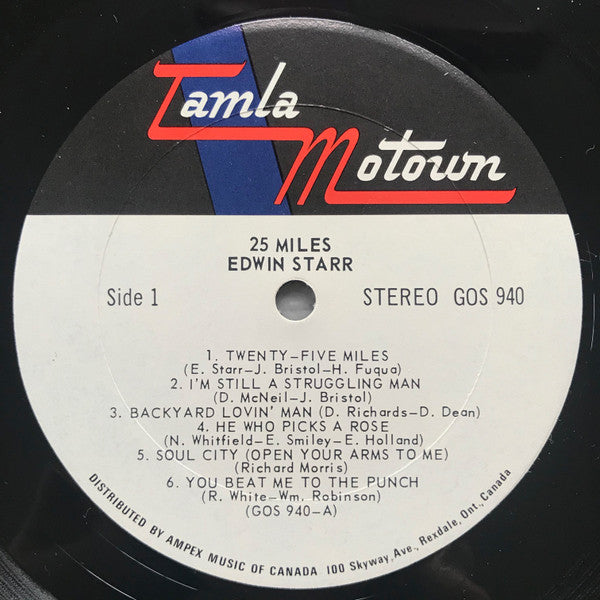 Tamla
Motown
25 MILES
EDWIN STARR
Side 1
STEREO GOS 940
1. TWENTY-FIVE MILES
(E. Starr-J. Bristol-H. Fuqua)
2. I'M STILL A STRUGGLING MAN
(D. McNeil-J. Bristol)
3. BACKYARD LOVIN' MAN (D. Richards-D. Dean)
4. HE WHO PICKS A ROSE
(N. Whitfield-E. Smiley-E. Holland)
5. SOUL CITY (OPEN YOUR ARMS TO ME)
(Richard Morris)
6. YOU BEAT ME TO THE PUNCH
(R. White-Wm. Robinson)
(GOS 940-A)
DISTRIBUTED BY AMPEX MUSIC OF CANADA 100 Skyway, Ave., Rexdale, Ont., Canada